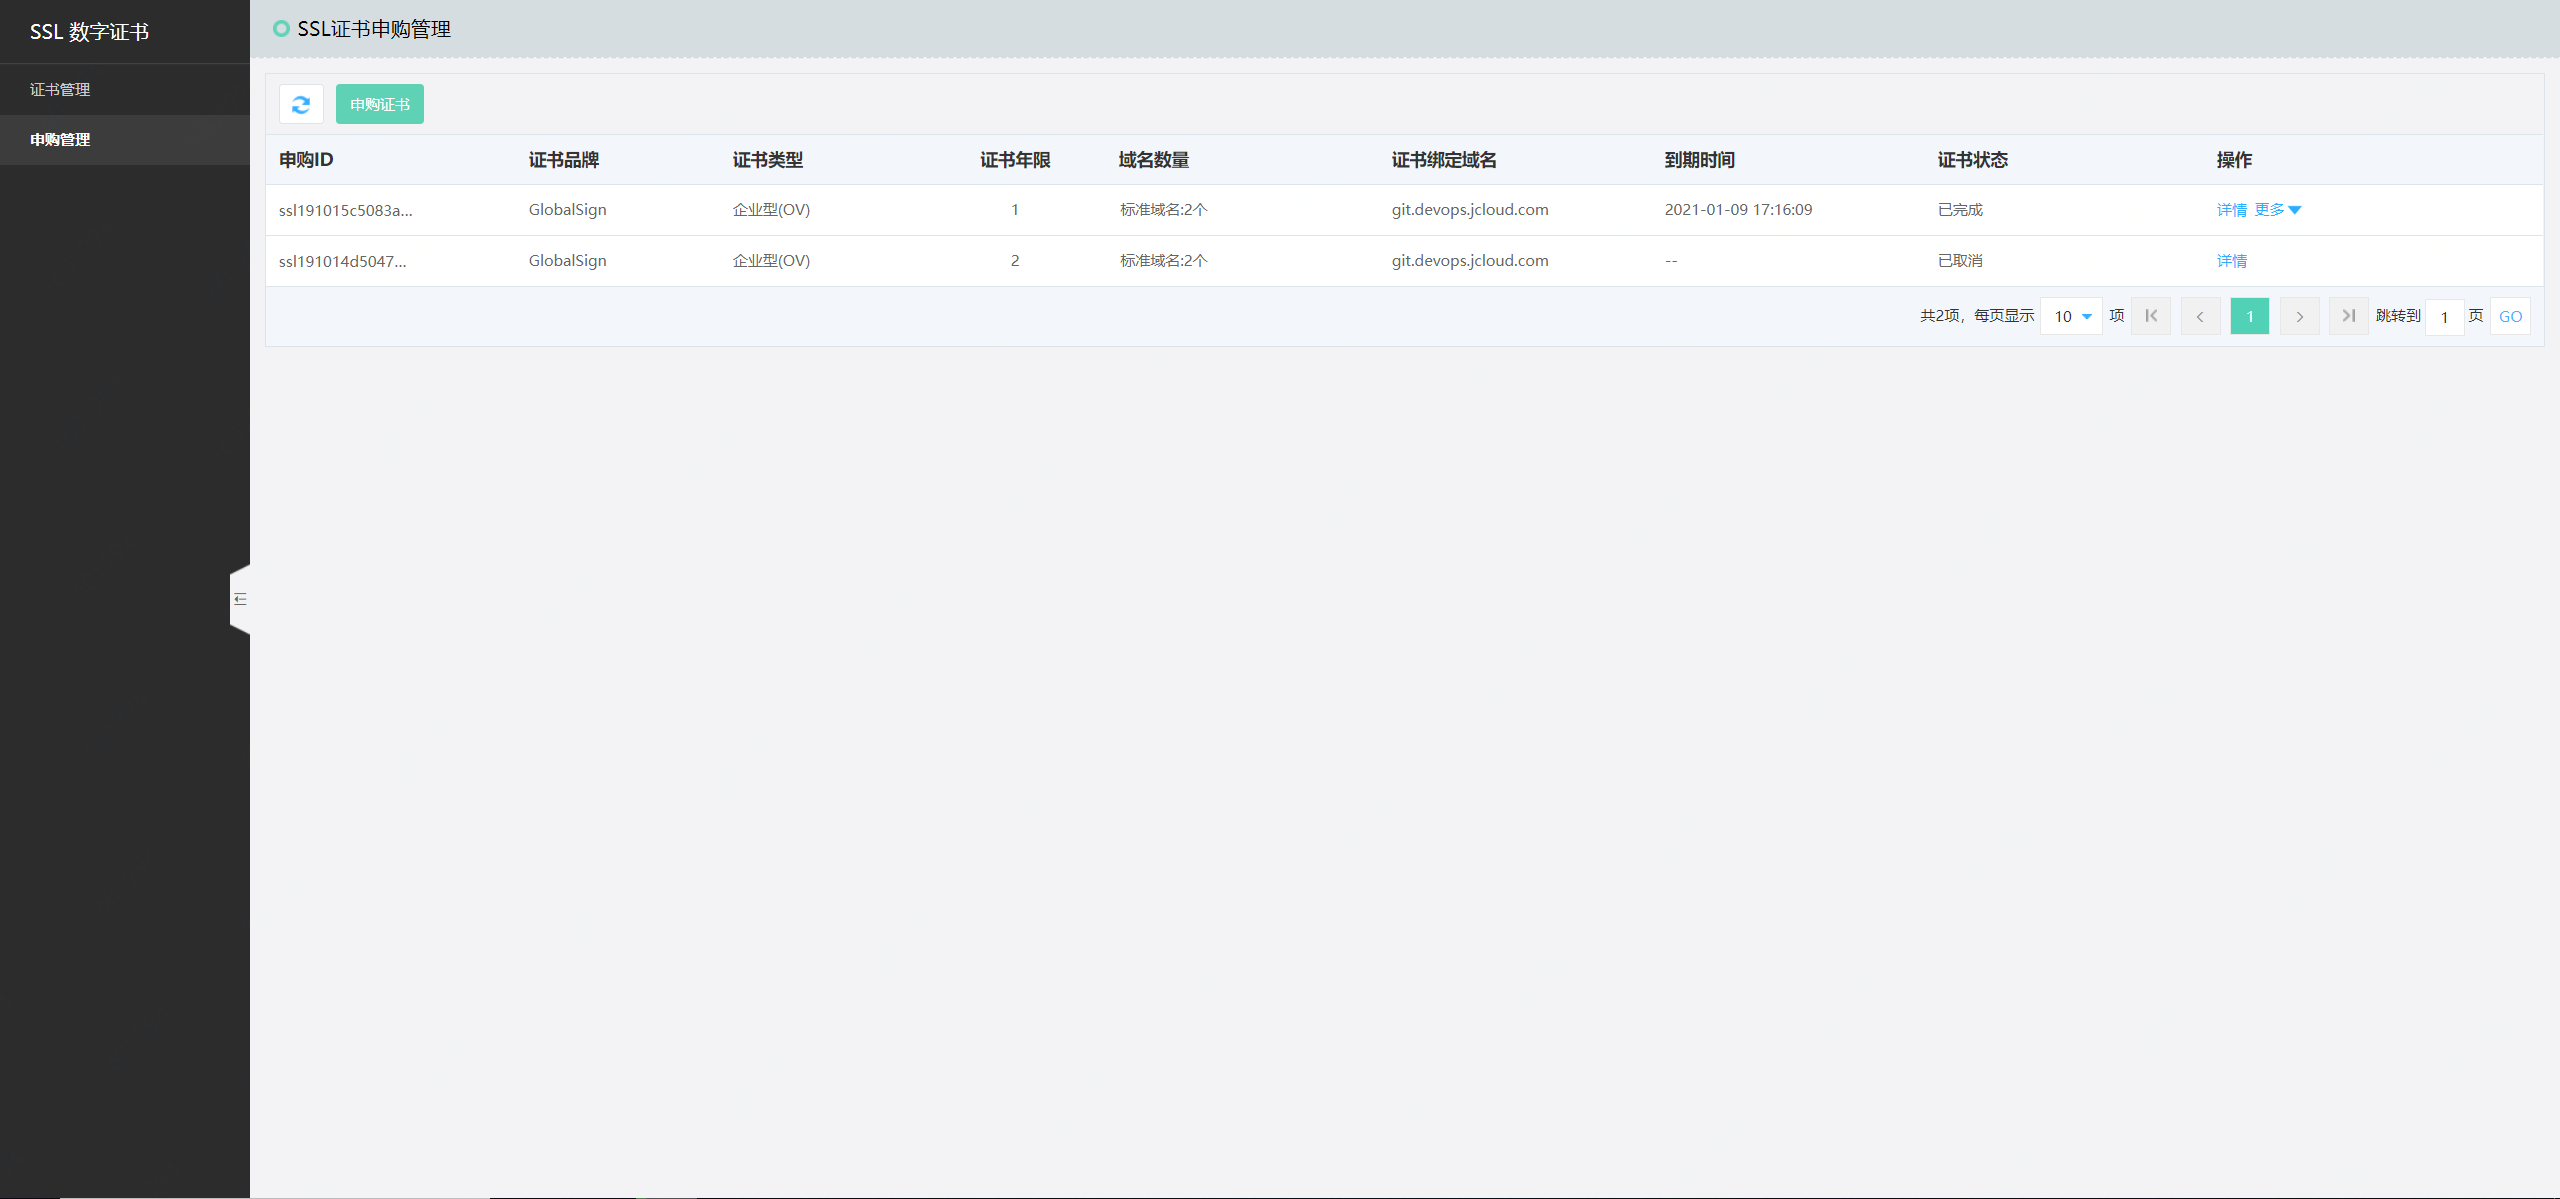 SSL 数字证书
证书管理
申购管理
SSL证书申购管理
申购证书
申购ID 证书品牌 证书类型 证书年限 域名数量 证书绑定域名 到期时间 证书状态 操作
ssl191015c5083a... GlobalSign 企业型(OV) 1 标准域名:2个 git.devops.jcloud.com 2021-01-09 17:16:09 已完成 详情 更多
ssl191014d5047... GlobalSign 企业型(OV) 2 标准域名:2个 git.devops.jcloud.com -- 已取消 详情
共2项，每页显示 10 项 1 跳转到 1 页 GO